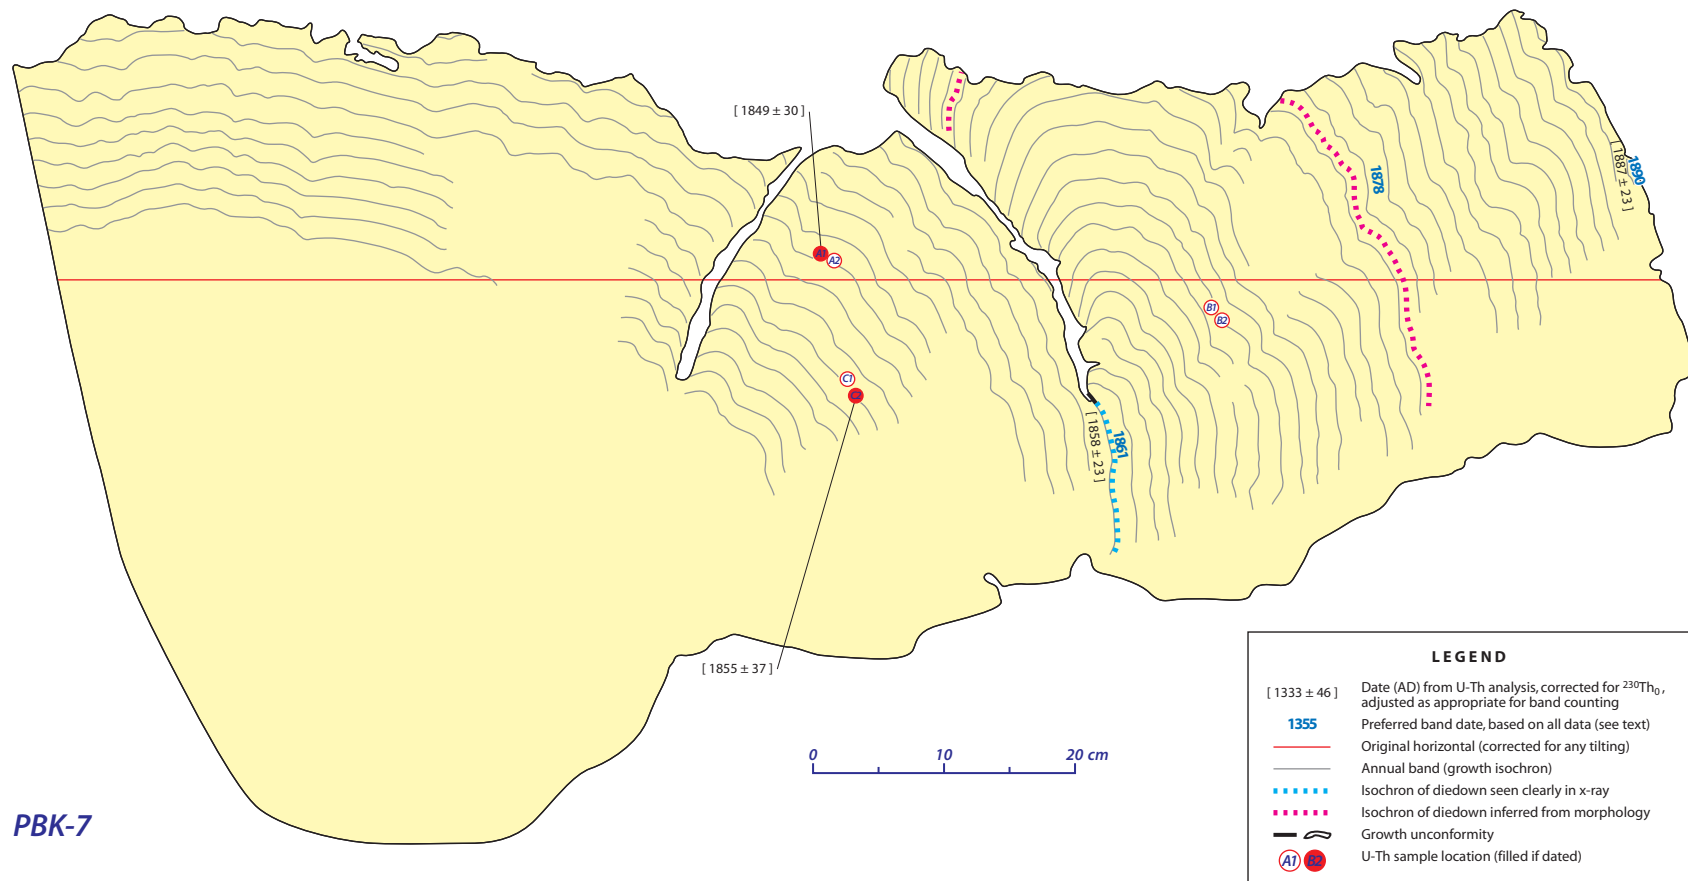 [ 1849 ± 30 ]
A1
A2
B1
B2
C1
C2
1878
1890
[ 1887 ± 23 ]
1861
[ 1858 ± 23 ]
[ 1855 ± 37 ]
0 10 20 cm
PBK-7
LEGEND
[ 1333 ± 46 ] Date (AD) from U-Th analysis, corrected for ²³⁰Th₀,
adjusted as appropriate for band counting
1355 Preferred band date, based on all data (see text)
Original horizontal (corrected for any tilting)
Annual band (growth isochron)
Isochron of diedown seen clearly in x-ray
Isochron of diedown inferred from morphology
Growth unconformity
A1 B2 U-Th sample location (filled if dated)